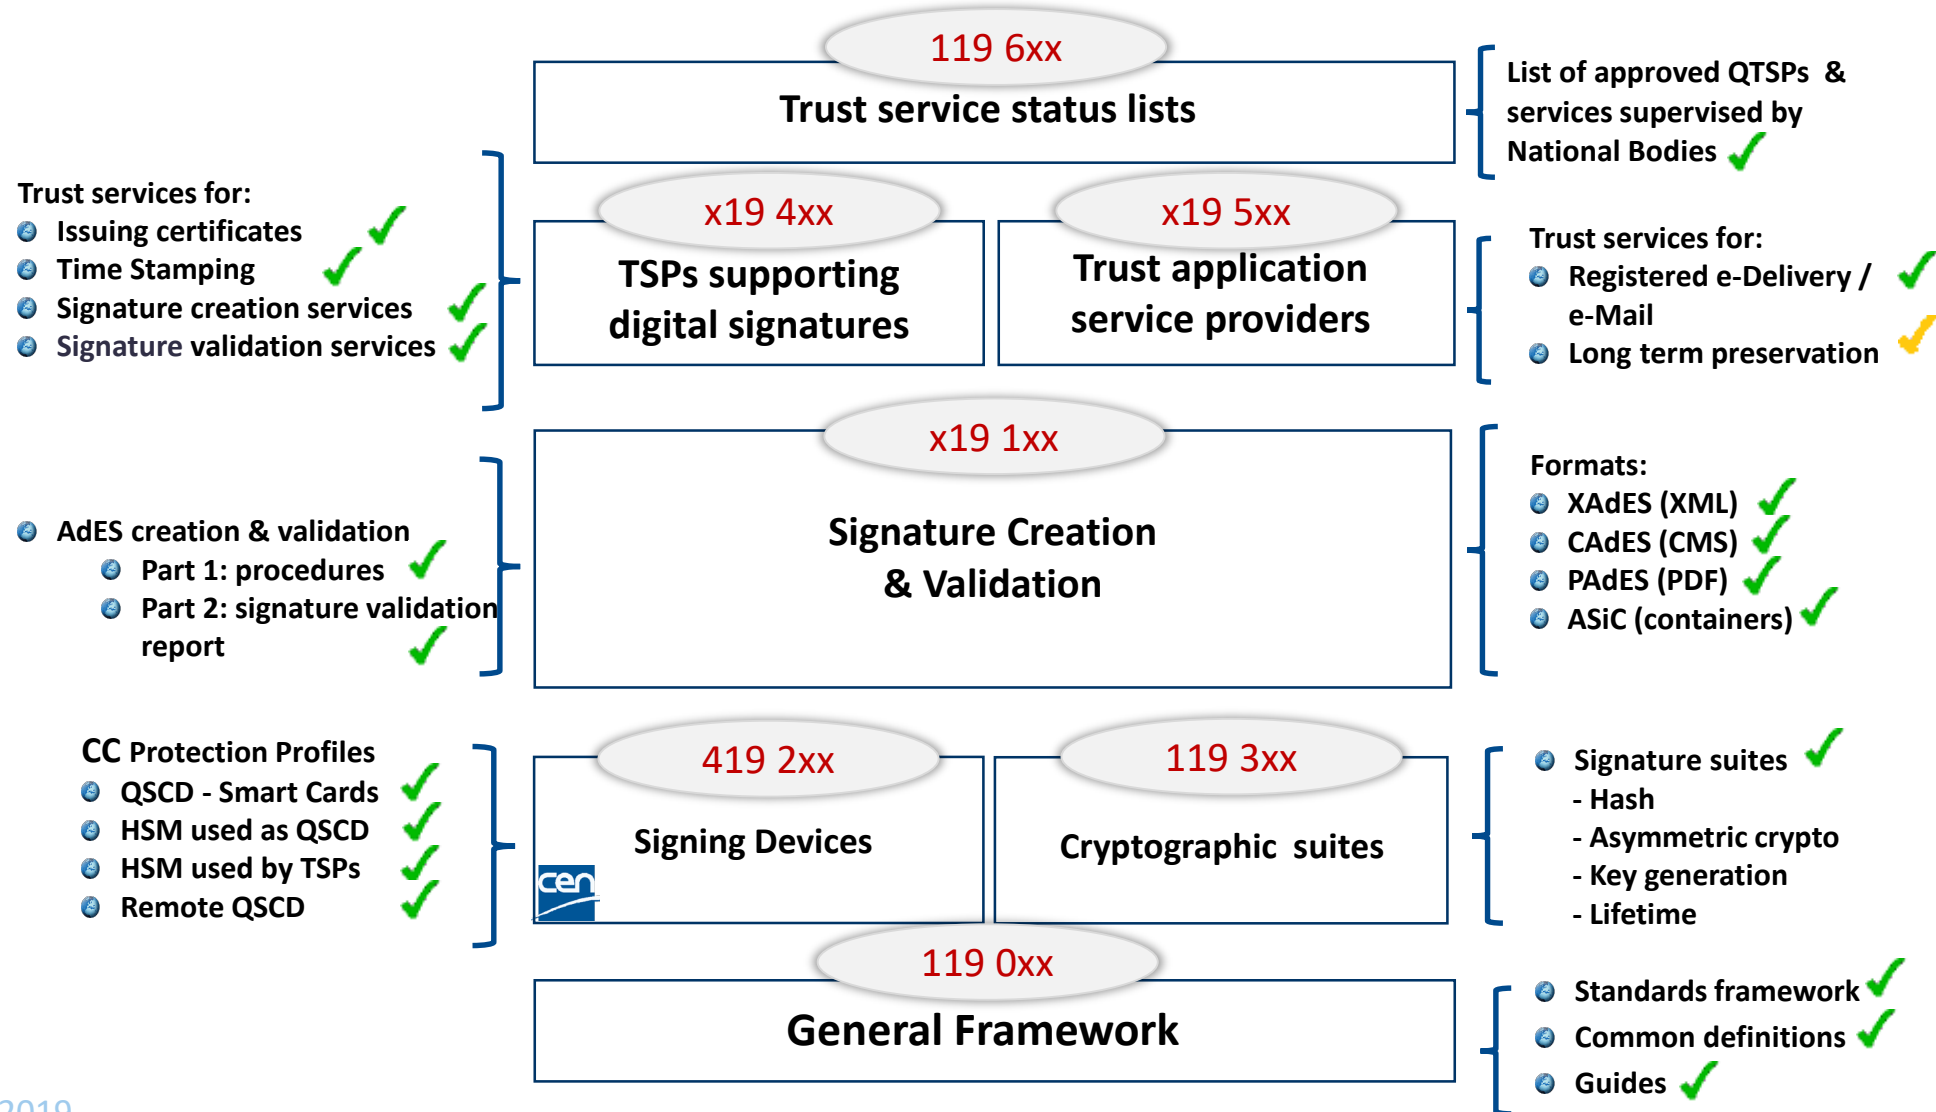 119 6xx
Trust service status lists
List of approved QTSPs &
services supervised by
National Bodies
Trust services for:
Issuing certificates
Time Stamping
Signature creation services
Signature validation services
x19 4xx
TSPs supporting
digital signatures
x19 5xx
Trust application
service providers
Trust services for:
Registered e-Delivery /
e-Mail
Long term preservation
x19 1xx
Signature Creation
& Validation
AdES creation & validation
Part 1: procedures
Part 2: signature validation
report
Formats:
XAdES (XML)
CAdES (CMS)
PAdES (PDF)
ASiC (containers)
CC Protection Profiles
QSCD - Smart Cards
HSM used as QSCD
HSM used by TSPs
Remote QSCD
419 2xx
Signing Devices
cen
119 3xx
Cryptographic suites
Signature suites
- Hash
- Asymmetric crypto
- Key generation
- Lifetime
119 0xx
General Framework
Standards framework
Common definitions
Guides
2019